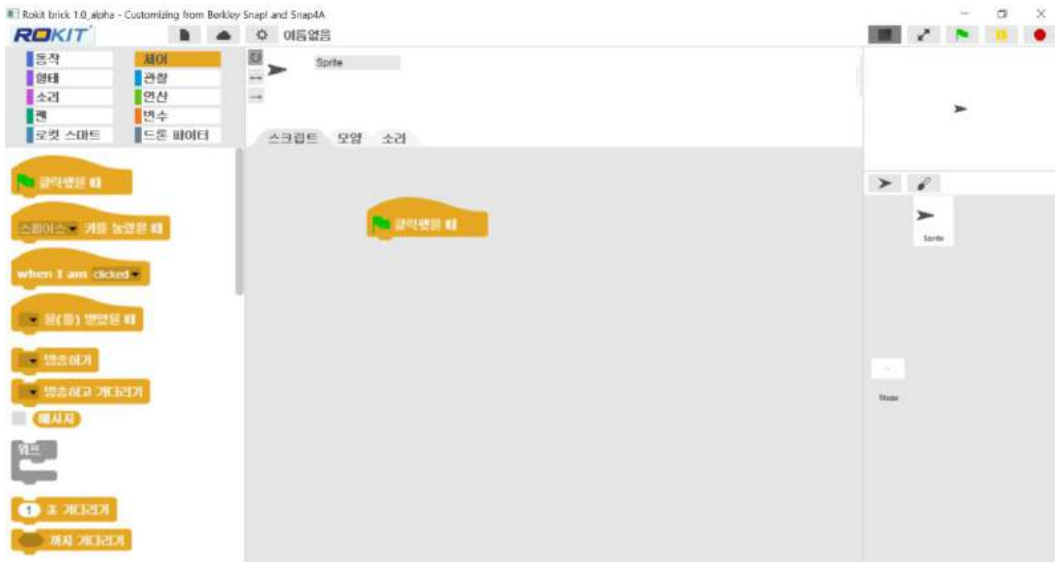 Rokit brick 1.0_alpha - Customizing from Berkley Snap! and Snap4A
ROKIT
이름없음
동작
제어
형태
관찰
소리
연산
펜
변수
로킷 스마트
드론 파이터
Sprite
스크립트
모양
소리
클릭했을 때
스페이스 키를 눌렀을 때
when I am clicked
을(를) 받았을 때
방송하기
방송하고 기다리기
메시지
워프
1 초 기다리기
까지 기다리기
클릭했을 때
Sprite
Stage